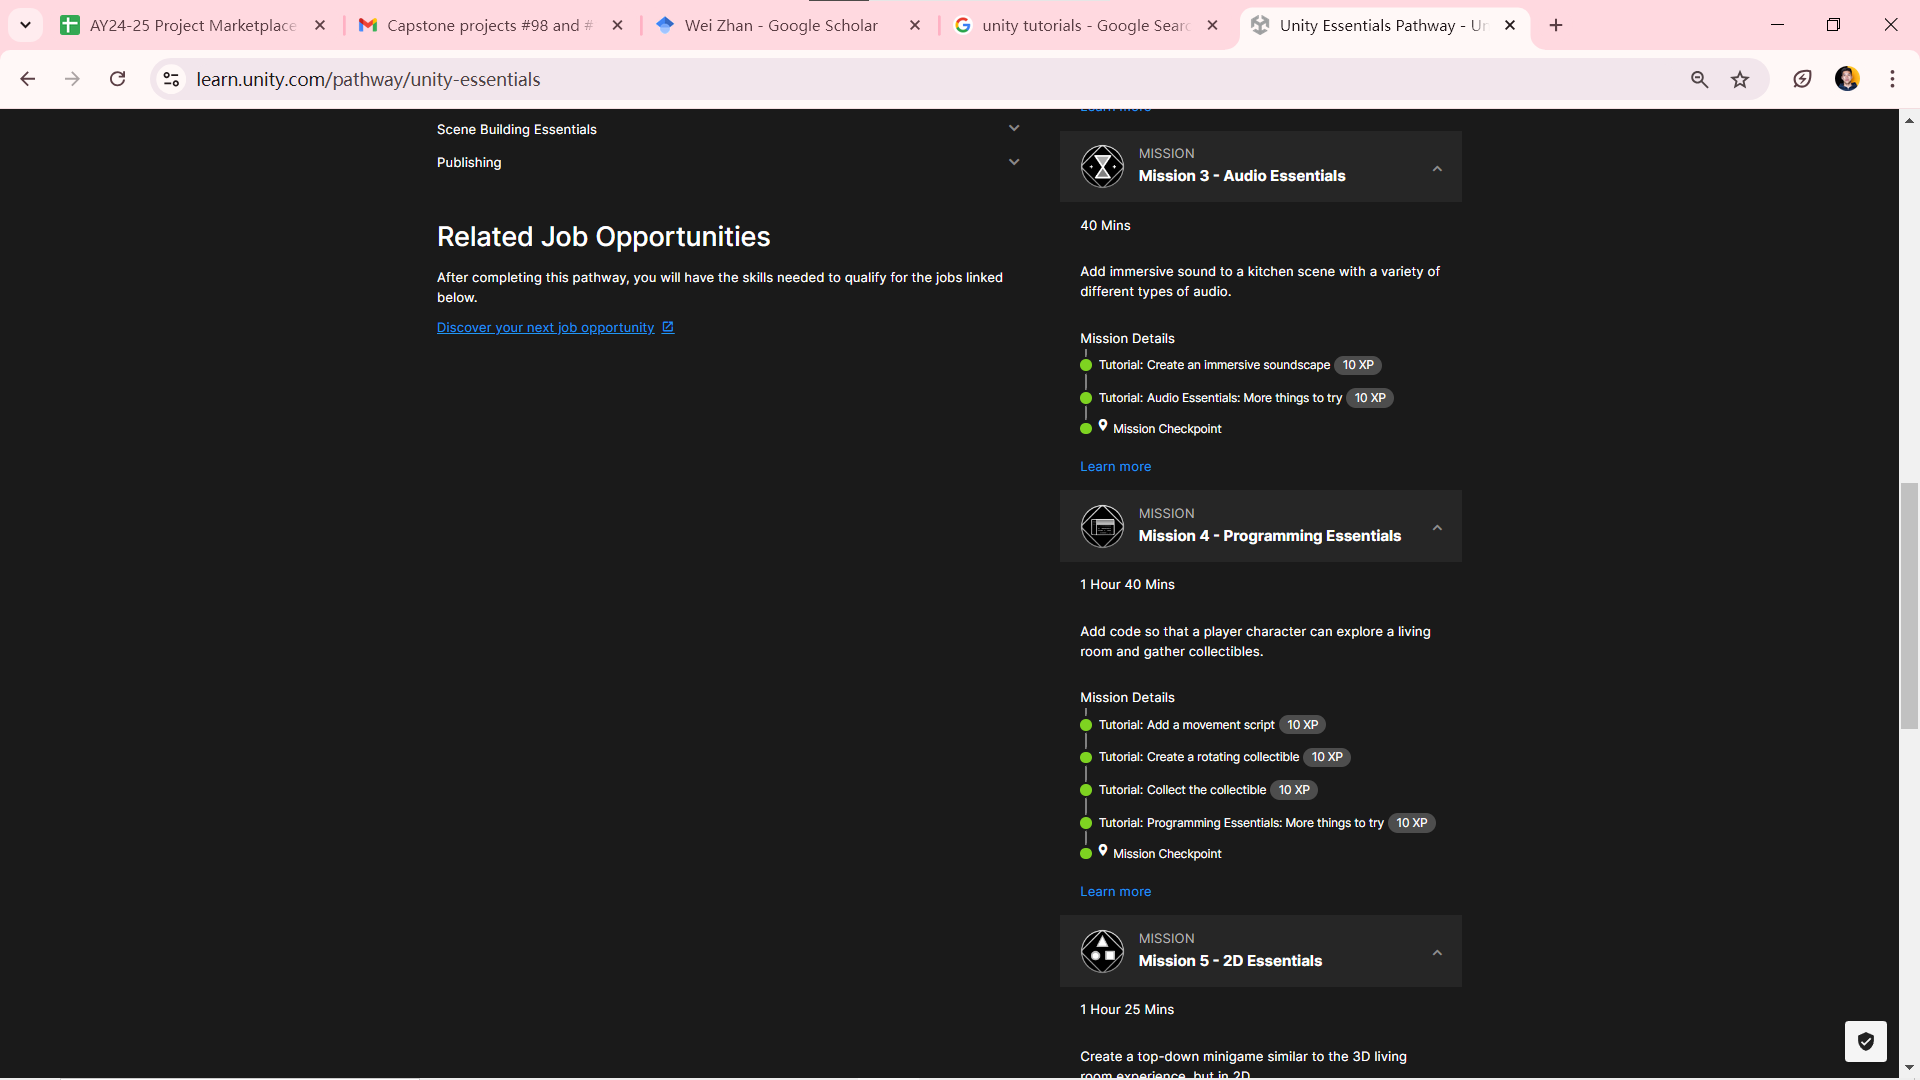 AY24-25 Project Marketplace
Capstone projects #98 and #
Wei Zhan - Google Scholar
unity tutorials - Google Searc
Unity Essentials Pathway - Un
learn.unity.com/pathway/unity-essentials
Scene Building Essentials
Publishing
Related Job Opportunities
After completing this pathway, you will have the skills needed to qualify for the jobs linked
below.
Discover your next job opportunity
Learn more
MISSION
Mission 3 - Audio Essentials
40 Mins
Add immersive sound to a kitchen scene with a variety of
different types of audio.
Mission Details
Tutorial: Create an immersive soundscape 10 XP
Tutorial: Audio Essentials: More things to try 10 XP
Mission Checkpoint
Learn more
MISSION
Mission 4 - Programming Essentials
1 Hour 40 Mins
Add code so that a player character can explore a living
room and gather collectibles.
Mission Details
Tutorial: Add a movement script 10 XP
Tutorial: Create a rotating collectible 10 XP
Tutorial: Collect the collectible 10 XP
Tutorial: Programming Essentials: More things to try 10 XP
Mission Checkpoint
Learn more
MISSION
Mission 5 - 2D Essentials
1 Hour 25 Mins
Create a top-down minigame similar to the 3D living
room experience, but in 2D.